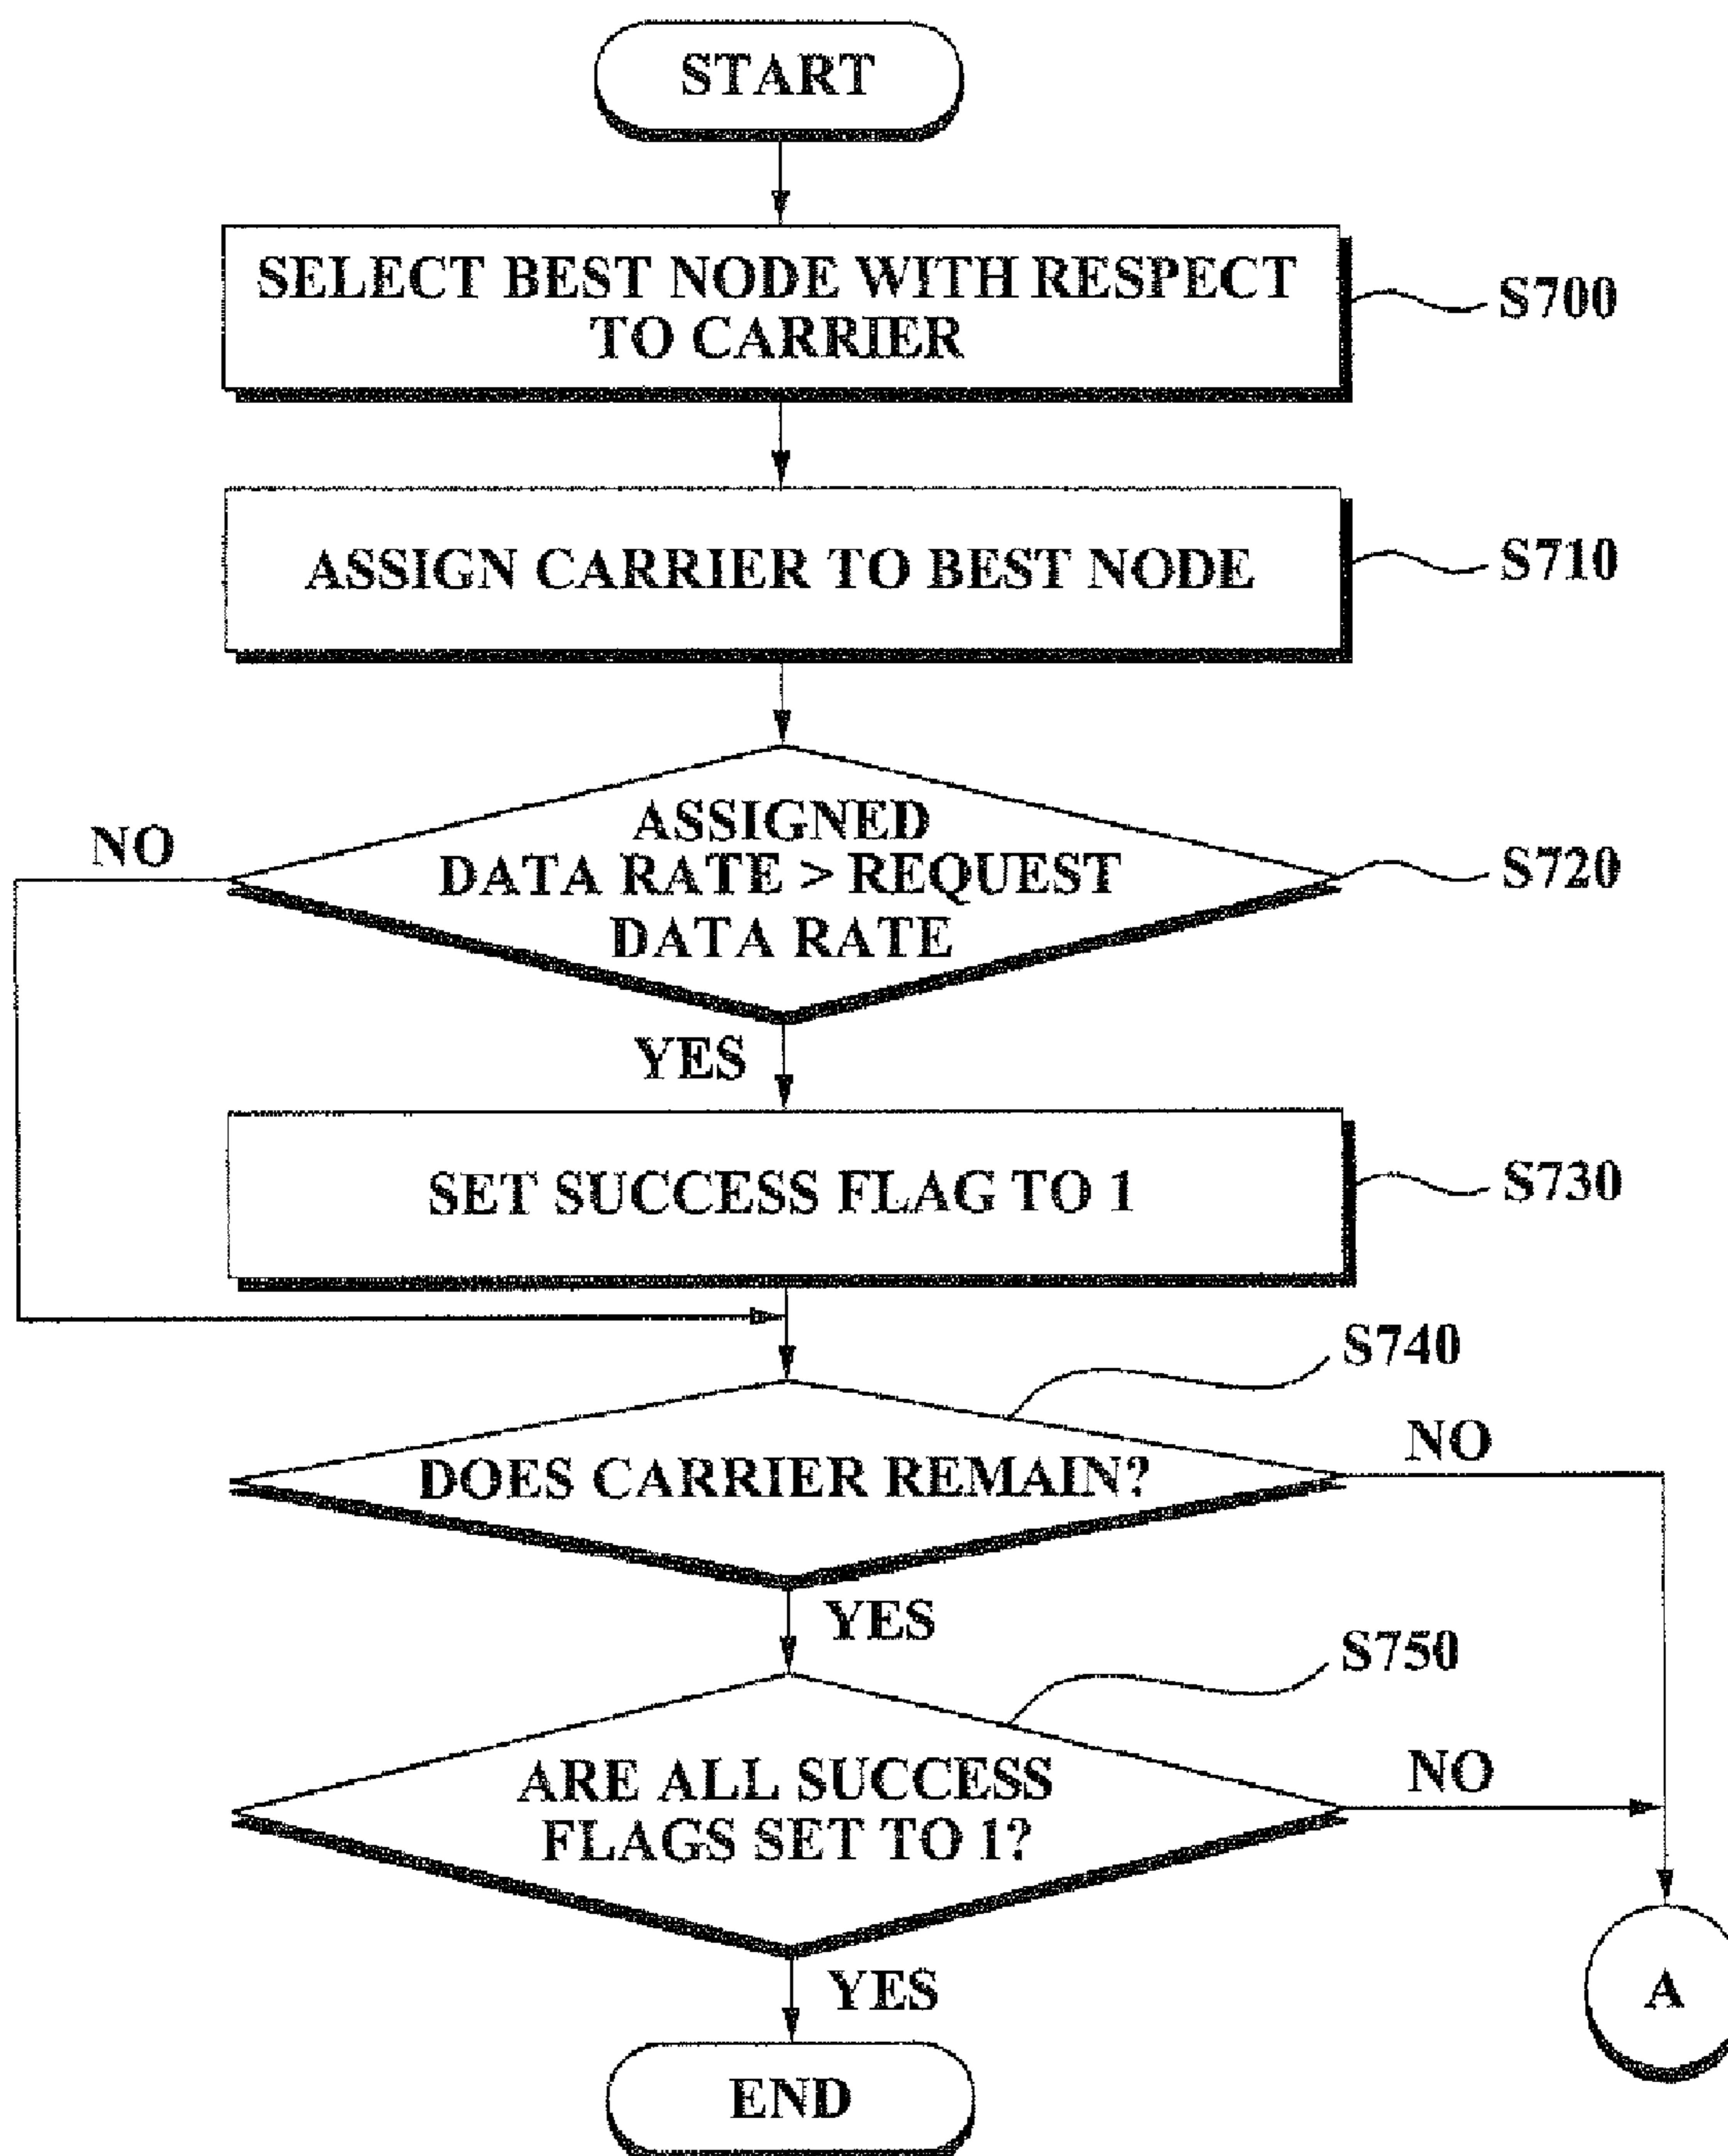 START
SELECT BEST NODE WITH RESPECT
TO CARRIER
S700
ASSIGN CARRIER TO BEST NODE
S710
ASSIGNED
DATA RATE > REQUEST
DATA RATE
S720
NO
YES
SET SUCCESS FLAG TO 1
S730
S740
DOES CARRIER REMAIN?
NO
YES
S750
ARE ALL SUCCESS
FLAGS SET TO 1?
NO
YES
A
END